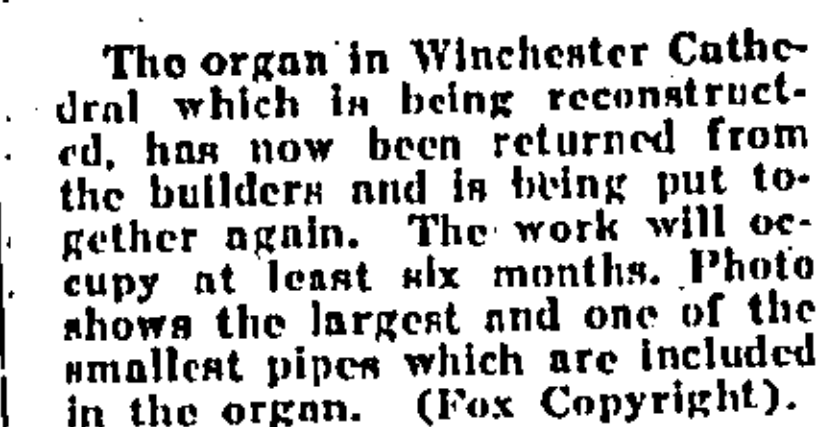 The organ in Winchester Cathe-
dral which is being reconstruct-
ed, has now been returned from
the builders and is being put to-
gether again. The work will oc-
cupy at least six months. Photo
shows the largest and one of the
smallest pipes which are included
in the organ. (Fox Copyright).